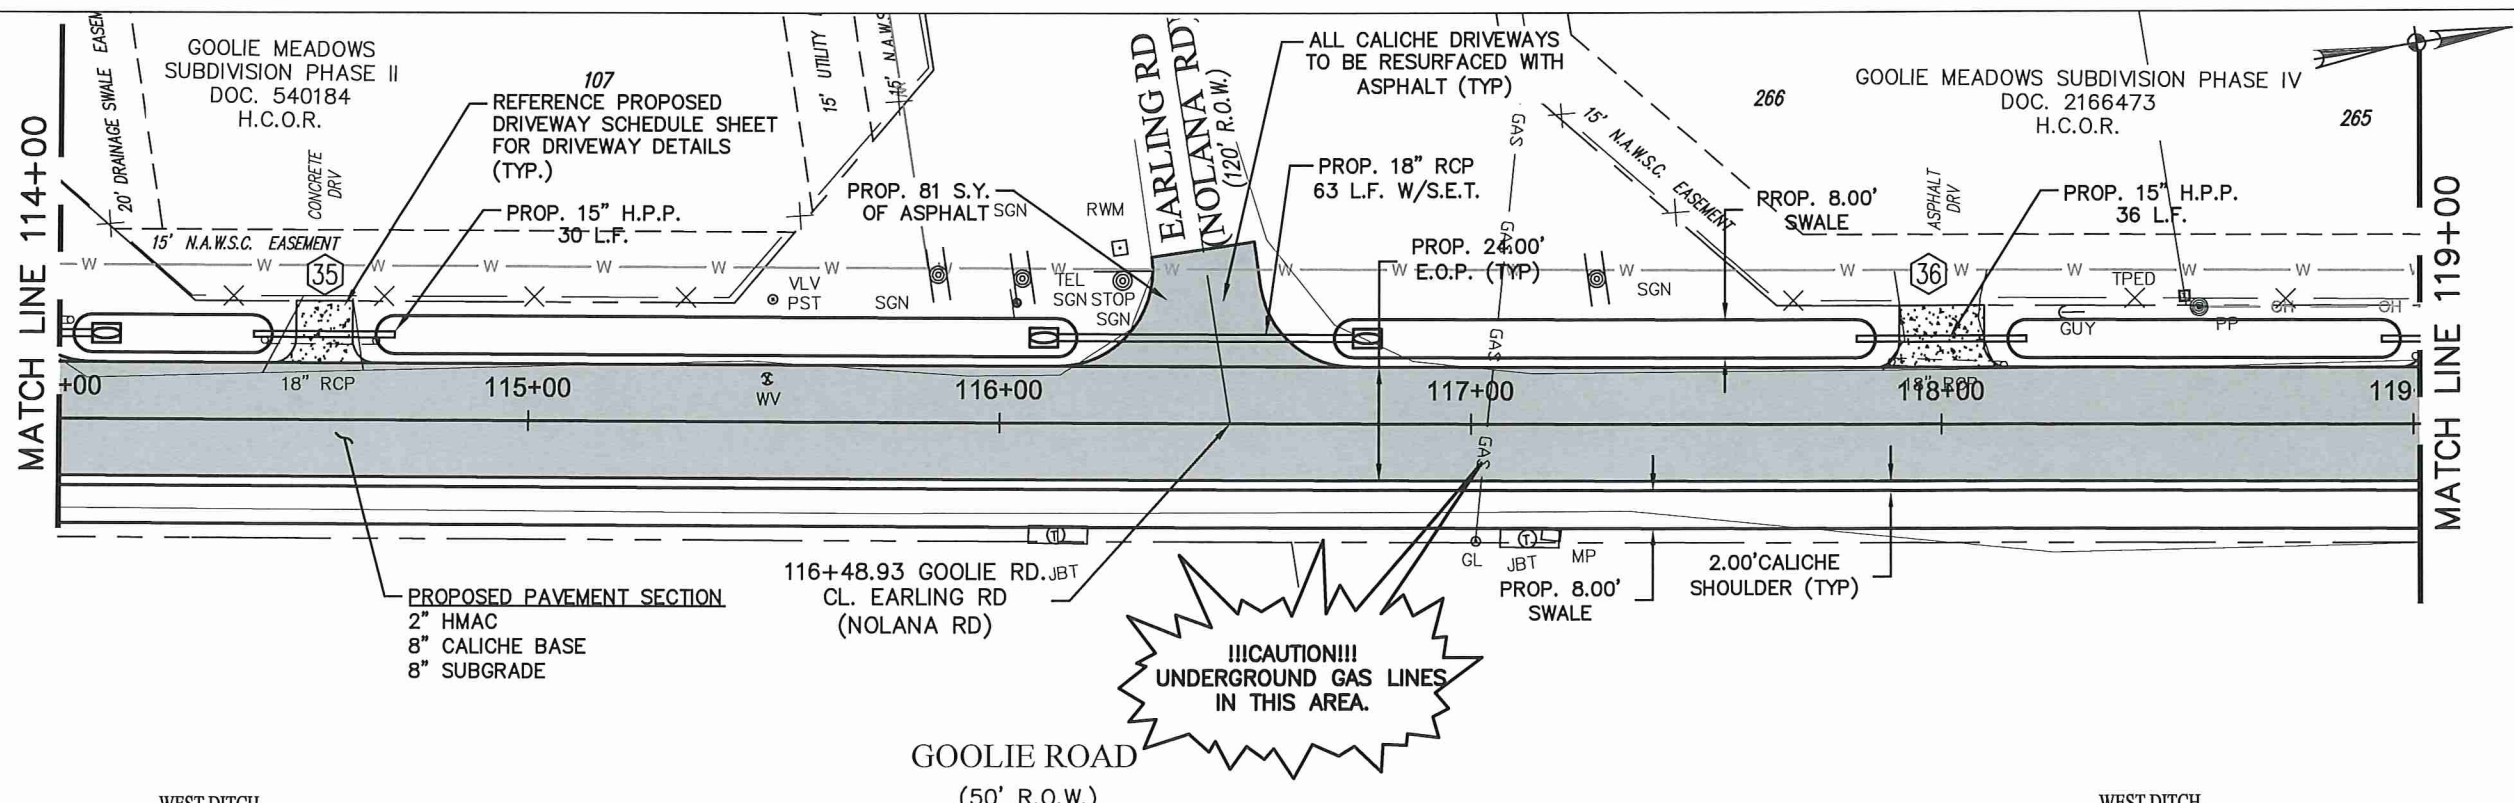 MATCH LINE 114+00
20' DRAINAGE SWALE
GOOLIE MEADOWS
SUBDIVISION PHASE II
DOC. 540184
H.C.O.R.
CONCRETE
DRV
107
REFERENCE PROPOSED
DRIVEWAY SCHEDULE SHEET
FOR DRIVEWAY DETAILS
(TYP.)
PROP. 15" H.P.P.
30 L.F.
15' N.A.W.S.C. EASEMENT
35
15' UTILITY
15' N.A.W.S.
PROP. 81 S.Y.
OF ASPHALT
SGN
RWM
EARLING RD
(NOLANA RD)
(120' R.O.W.)
ALL CALICHE DRIVEWAYS
TO BE RESURFACED WITH
ASPHALT (TYP)
PROP. 18" RCP
63 L.F. W/S.E.T.
PROP. 24.00'
E.O.P. (TYP)
GAS
GAS
GAS
GAS
15' N.A.W.S.C. EASEMENT
266
GOOLIE MEADOWS SUBDIVISION PHASE IV
DOC. 2166473
H.C.O.R.
265
PROP. 8.00'
SWALE
ASPHALT
DRV
PROP. 15" H.P.P.
36 L.F.
36
W W W W W W W W W W W W W W W W W W
VLV
PST
SGN
TEL
SGN
STOP
SGN
SGN
TPED
GUY
PP
OH
OH
+00
18" RCP
115+00
WV
116+00
117+00
18" RCP
118+00
119
MATCH LINE 119+00
PROPOSED PAVEMENT SECTION
2" HMAC
8" CALICHE BASE
8" SUBGRADE
116+48.93 GOOLIE RD.
CL. EARLING RD
(NOLANA RD)
T
JBT
GL
T
JBT
MP
PROP. 8.00'
SWALE
2.00'CALICHE
SHOULDER (TYP)
!!!CAUTION!!!
UNDERGROUND GAS LINES
IN THIS AREA.
GOOLIE ROAD
(50' R.O.W.)
WEST DITCH
WEST DITCH